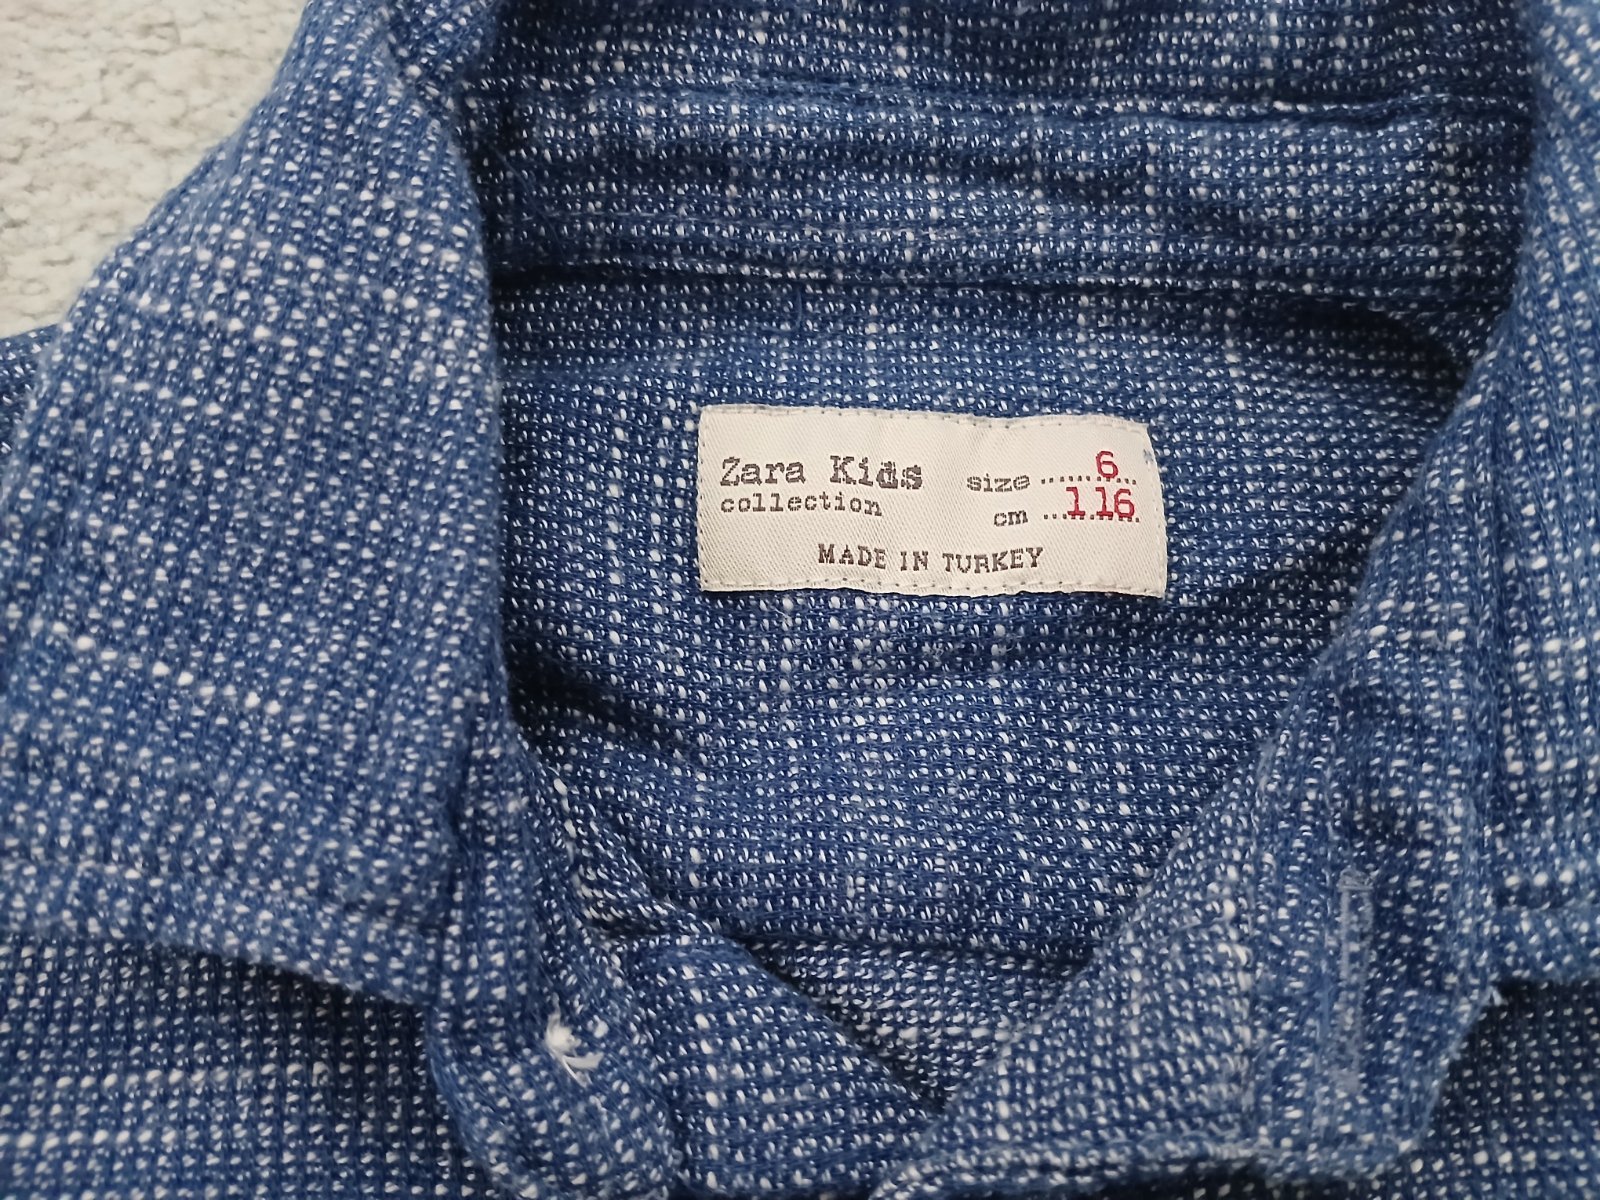 Zara Kids
collection
size 6
cm 116
MADE IN TURKEY